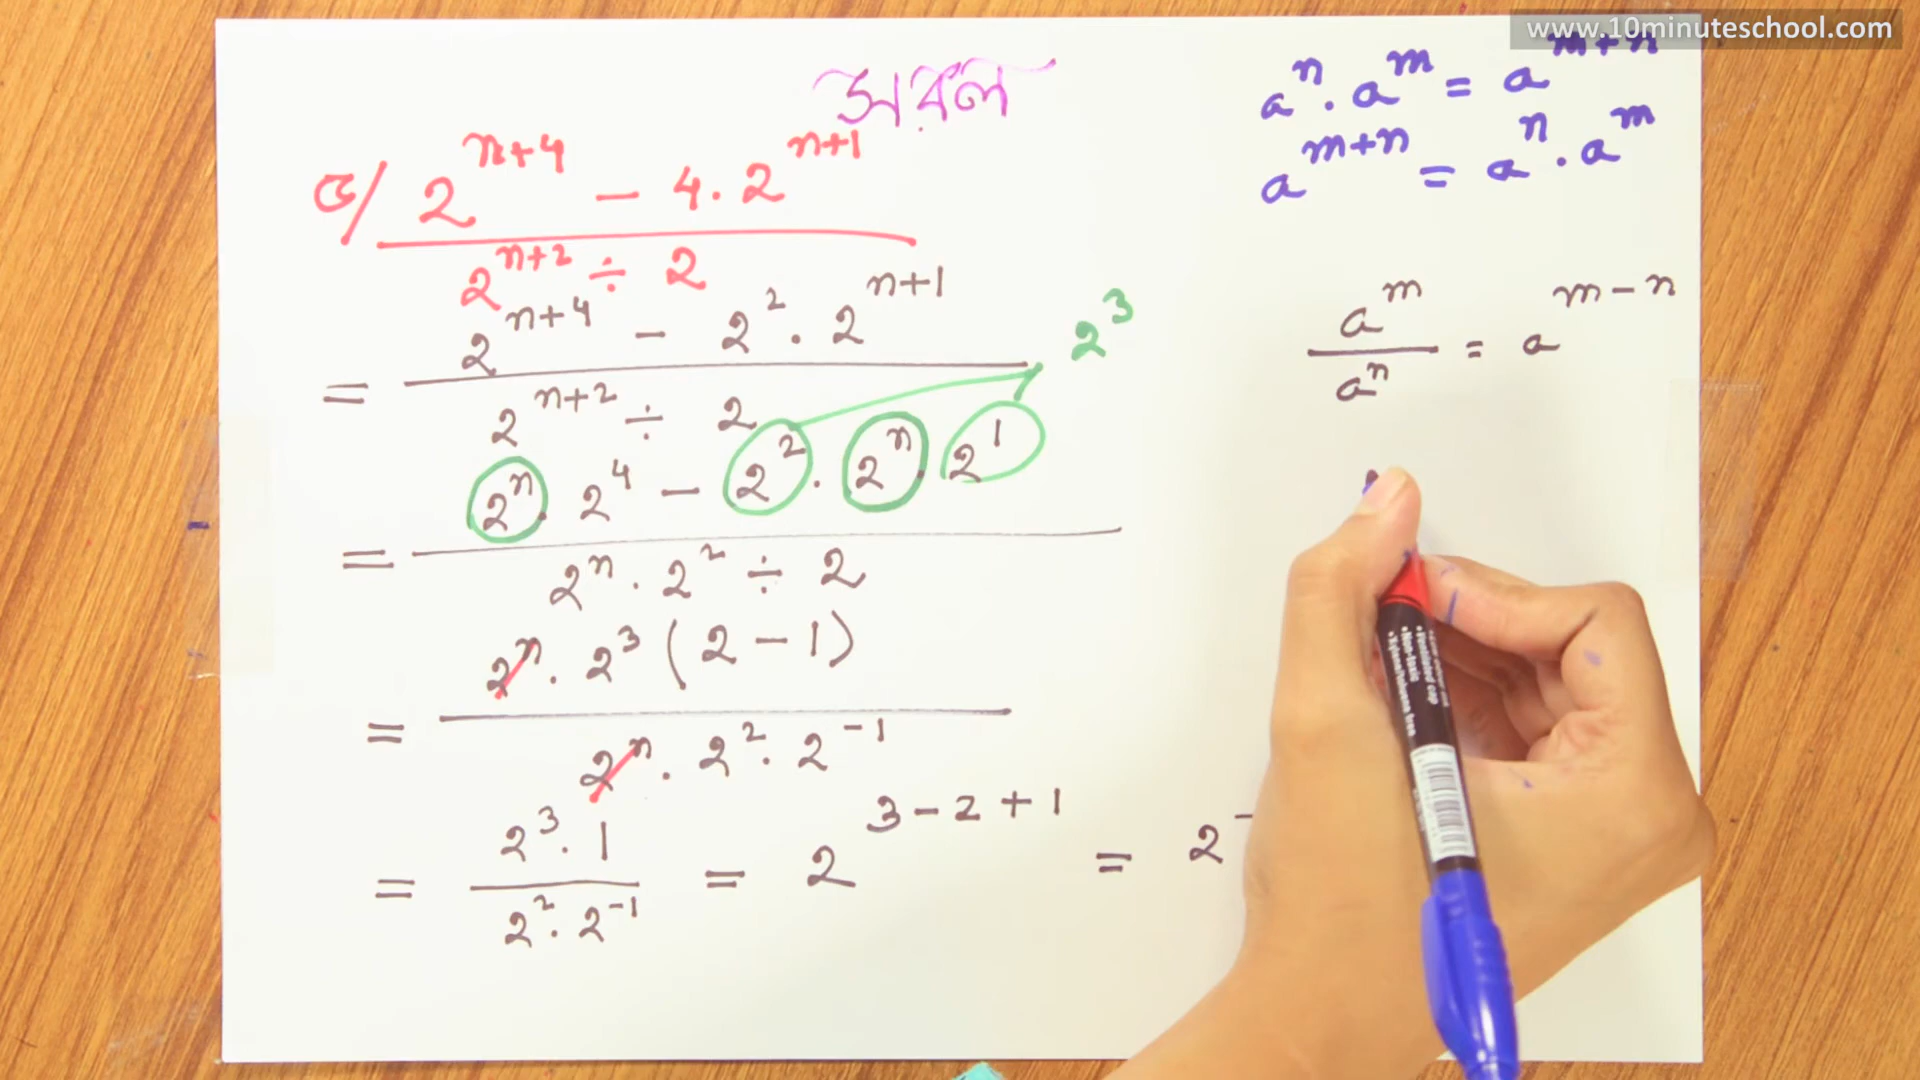 www.10minuteschool.com
সরল
aⁿ · aᵐ = aᵐ⁺ⁿ
aᵐ⁺ⁿ = aⁿ · aᵐ
2ⁿ⁺⁴ − 4 · 2ⁿ⁺¹
2ⁿ⁺² ÷ 2
= 2ⁿ⁺⁴ − 2² · 2ⁿ⁺¹
2ⁿ⁺² ÷ 2
2³
aᵐ
aⁿ
= aᵐ⁻ⁿ
= 2ⁿ · 2⁴ − 2² · 2ⁿ · 2¹
2ⁿ · 2² ÷ 2
= 2ⁿ · 2³ (2 − 1)
2ⁿ · 2² · 2⁻¹
= 2³ · 1
2² · 2⁻¹
= 2³⁻²⁺¹ = 2